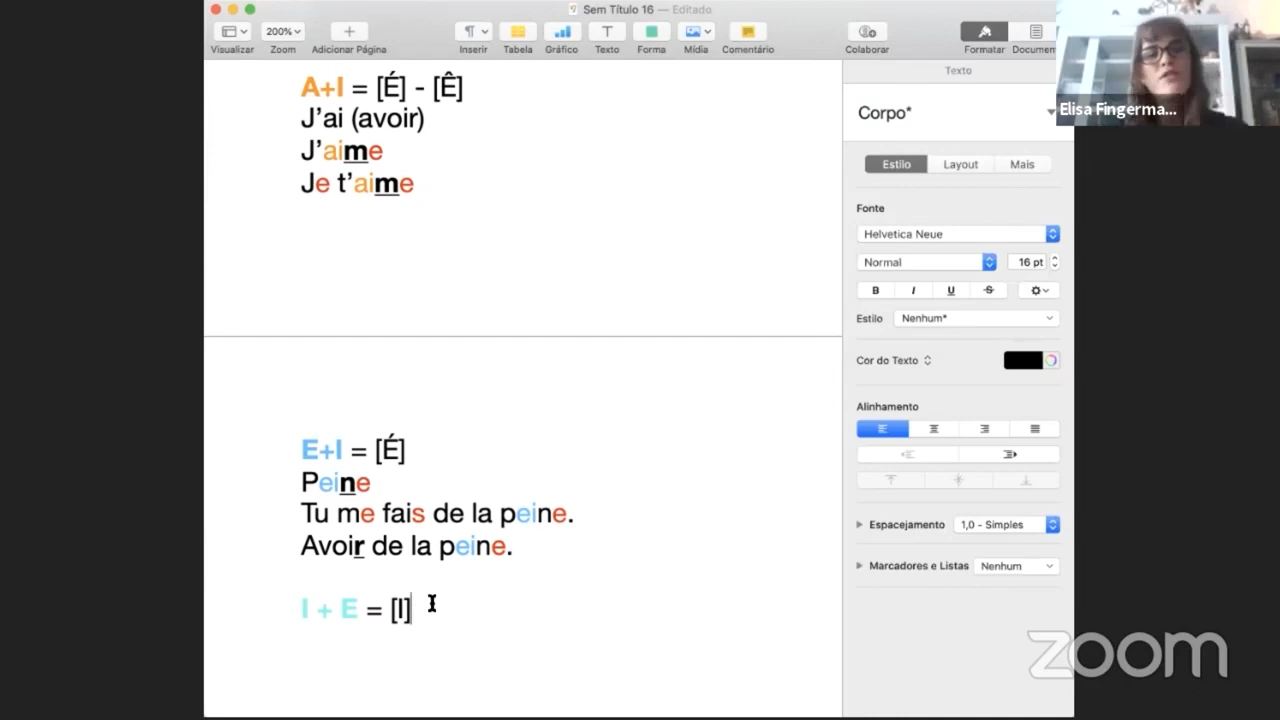 Sem Título 16 — Editado
Visualizar
200%
Zoom
Adicionar Página
Inserir
Tabela
Gráfico
Texto
Forma
Mídia
Comentário
Colaborar
Formatar
Documen
Elisa Fingerma...
A+I = [É] - [Ê]
J’ai (avoir)
J’aime
Je t’aime
E+I = [É]
Peine
Tu me fais de la peine.
Avoir de la peine.
I + E = [I]
Texto
Corpo*
Estilo
Layout
Mais
Fonte
Helvetica Neue
Normal
16 pt
B I U S
Estilo
Nenhum*
Cor do Texto
Alinhamento
Espacejamento
1,0 - Simples
Marcadores e Listas
Nenhum
zoom